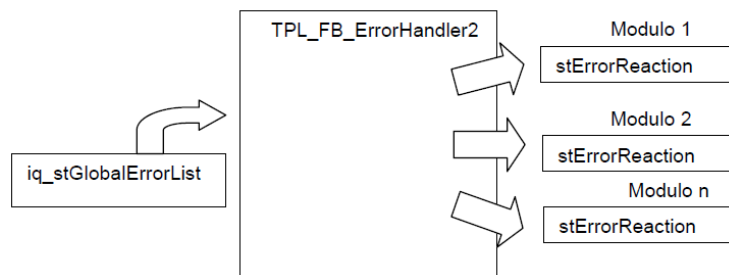 TPL_FB_ErrorHandler2
Modulo 1
stErrorReaction
Modulo 2
stErrorReaction
iq_stGlobalErrorList
Modulo n
stErrorReaction